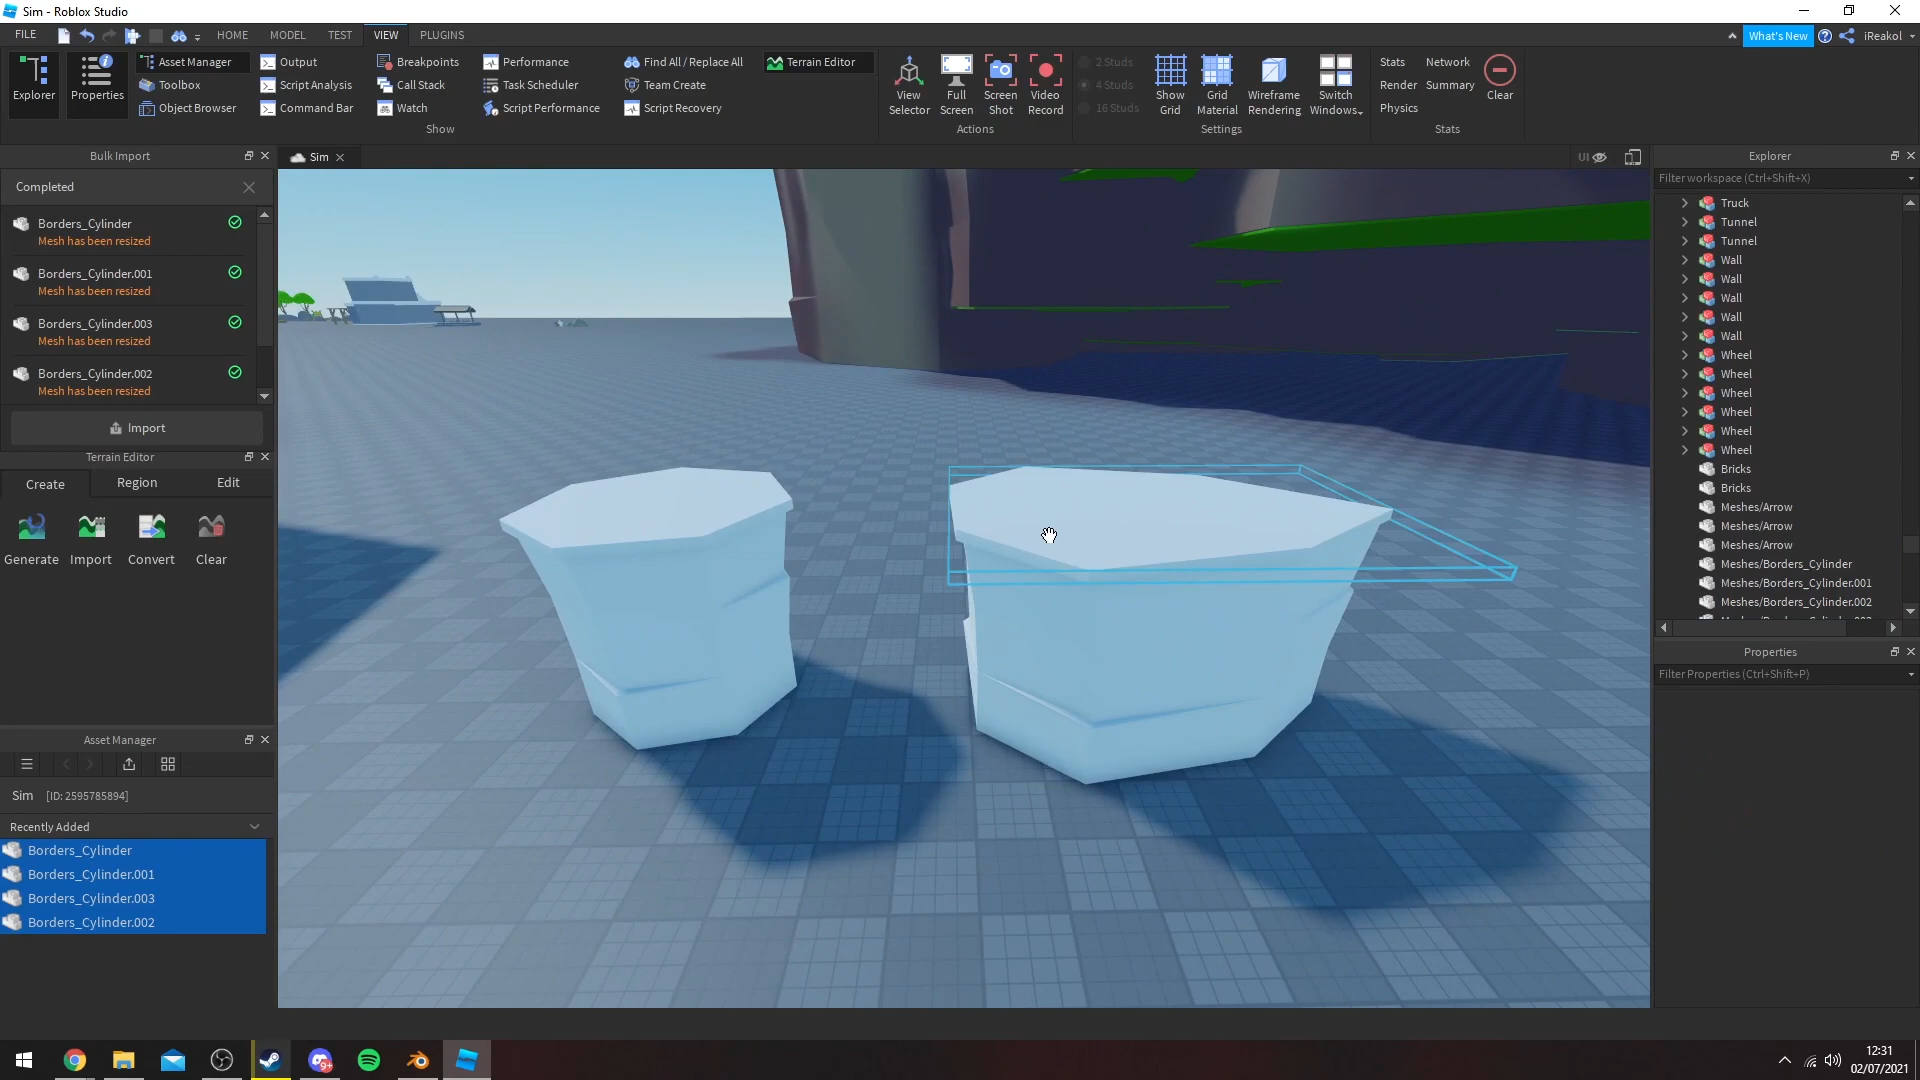 Sim - Roblox Studio
FILE HOME MODEL TEST VIEW PLUGINS What's New iReakol
Explorer
Properties
Asset Manager
Toolbox
Object Browser
Output
Script Analysis
Command Bar
Breakpoints
Call Stack
Watch
Performance
Task Scheduler
Script Performance
Find All / Replace All
Team Create
Script Recovery
Terrain Editor
Show
View Selector
Full Screen
Screen Shot
Video Record
Actions
2 Studs
4 Studs
16 Studs
Show Grid
Grid Material
Wireframe Rendering
Switch Windows
Settings
Stats
Render
Physics
Network
Summary
Clear
Stats
Bulk Import
Completed
Borders_Cylinder
Mesh has been resized
Borders_Cylinder.001
Mesh has been resized
Borders_Cylinder.003
Mesh has been resized
Borders_Cylinder.002
Mesh has been resized
Import
Terrain Editor
Create Region Edit
Generate Import Convert Clear
Asset Manager
Sim [ID: 2595785894]
Recently Added
Borders_Cylinder
Borders_Cylinder.001
Borders_Cylinder.003
Borders_Cylinder.002
Sim
UI
Explorer
Filter workspace (Ctrl+Shift+X)
Truck
Tunnel
Tunnel
Wall
Wall
Wall
Wall
Wall
Wheel
Wheel
Wheel
Wheel
Wheel
Wheel
Bricks
Bricks
Meshes/Arrow
Meshes/Arrow
Meshes/Arrow
Meshes/Borders_Cylinder
Meshes/Borders_Cylinder.001
Meshes/Borders_Cylinder.002
Properties
Filter Properties (Ctrl+Shift+P)
9+
12:31
02/07/2021